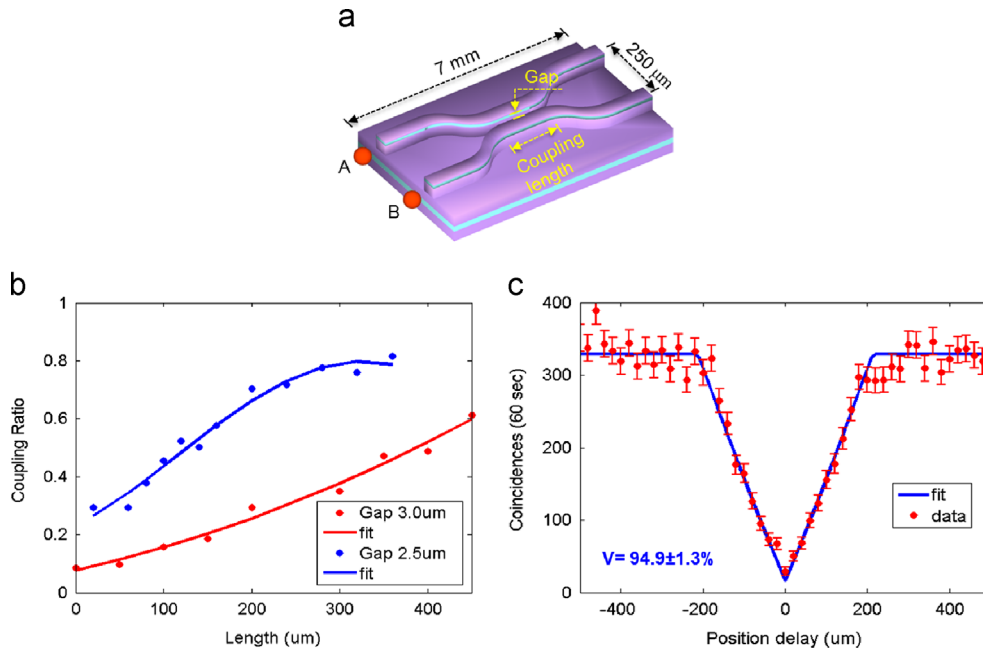 a
7 mm
250 μm
Gap
Coupling
length
A
B
b
1
0.8
0.6
0.4
0.2
0
Coupling Ratio
Gap 3.0um
fit
Gap 2.5um
fit
0
100
200
300
400
Length (um)
c
400
300
200
100
0
Coincidences (60 sec)
fit
data
V= 94.9±1.3%
-400
-200
0
200
400
Position delay (um)